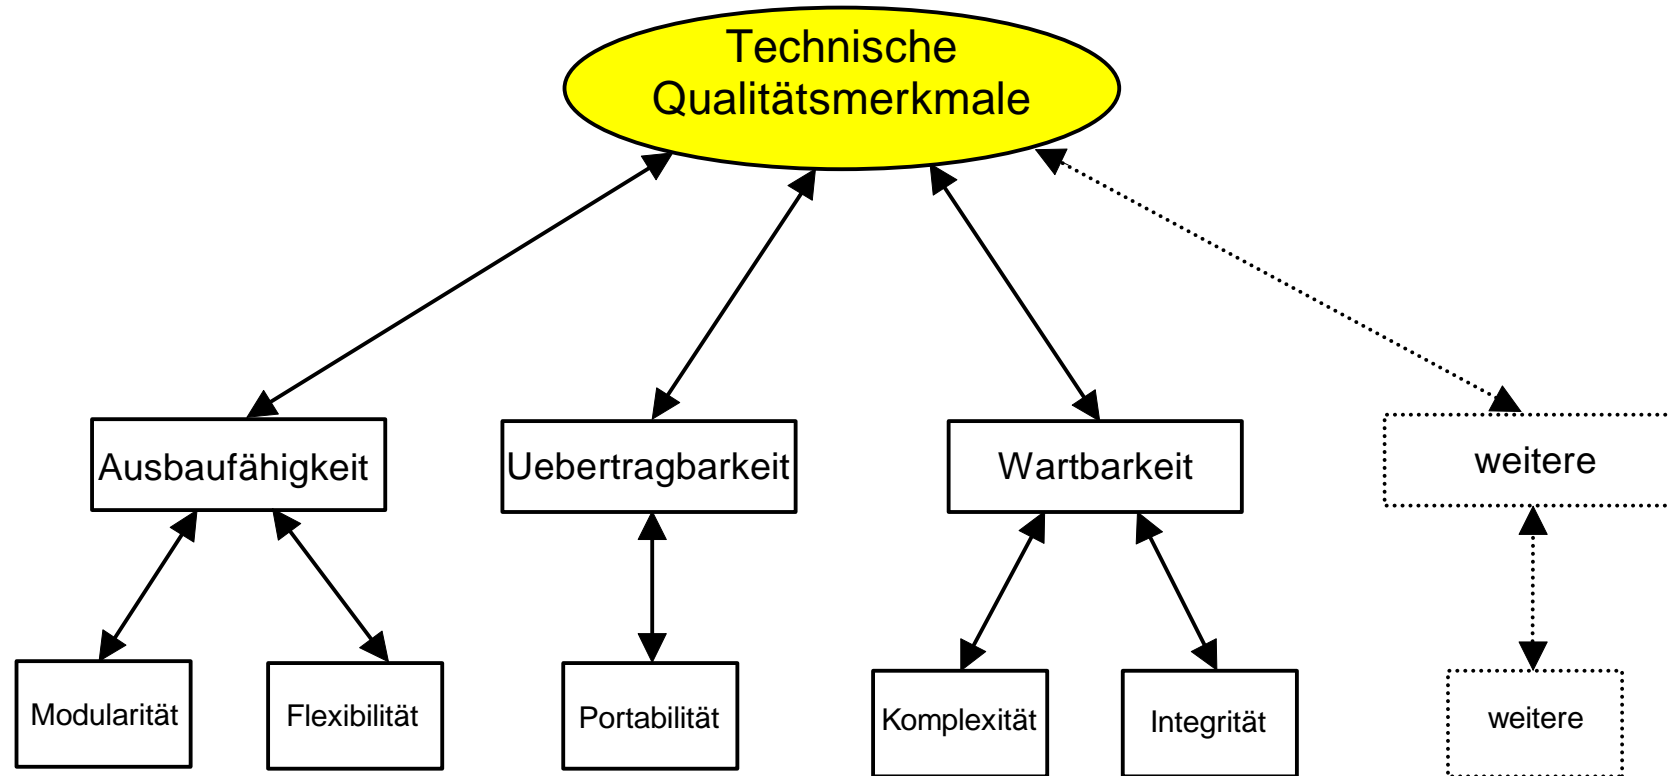 Technische
Qualitätsmerkmale
Ausbaufähigkeit
Uebertragbarkeit
Wartbarkeit
weitere
Modularität
Flexibilität
Portabilität
Komplexität
Integrität
weitere